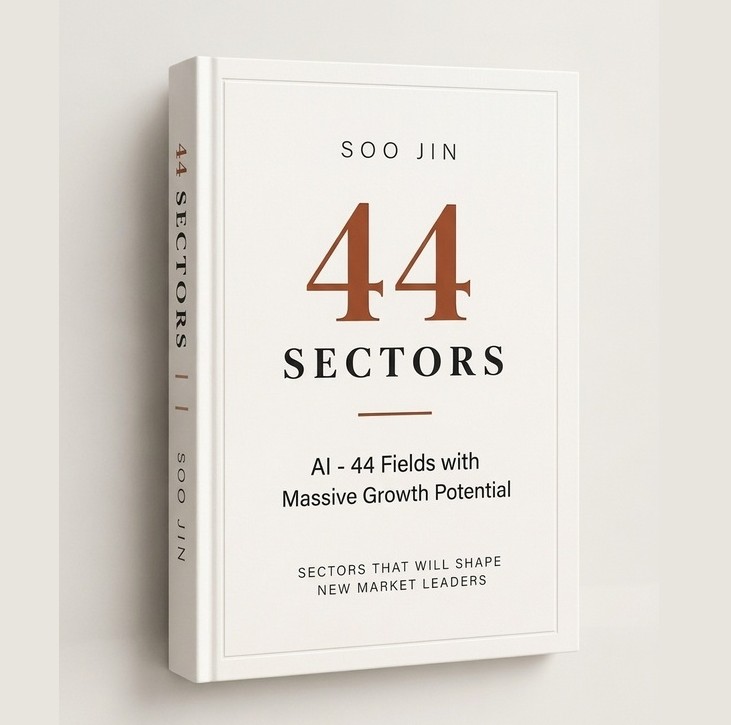 SOO JIN
44
SECTORS
AI - 44 Fields with
Massive Growth Potential
SECTORS THAT WILL SHAPE
NEW MARKET LEADERS
44 SECTORS
SOO JIN